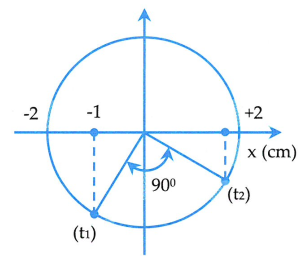 -2 -1 +2
x (cm)
90⁰
(t₂)
(t₁)